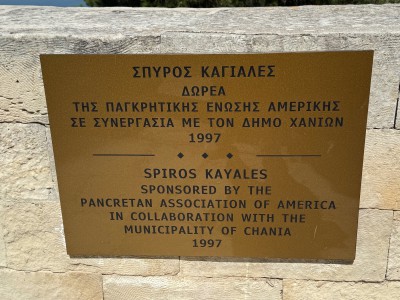 ΣΠΥΡΟΣ ΚΑΓΙΑΛΕΣ
ΔΩΡΕΑ
ΤΗΣ ΠΑΓΚΡΗΤΙΚΗΣ ΕΝΩΣΗΣ ΑΜΕΡΙΚΗΣ
ΣΕ ΣΥΝΕΡΓΑΣΙΑ ΜΕ ΤΟΝ ΔΗΜΟ ΧΑΝΙΩΝ
1997
SPIROS KAYALES
SPONSORED BY THE
PANCRETAN ASSOCIATION OF AMERICA
IN COLLABORATION WITH THE
MUNICIPALITY OF CHANIA
1997